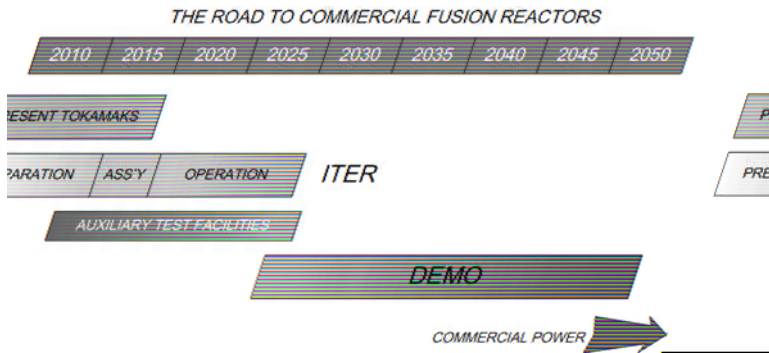 THE ROAD TO COMMERCIAL FUSION REACTORS
2010 2015 2020 2025 2030 2035 2040 2045 2050
RESENT TOKAMAKS
P
PARATION ASS'Y OPERATION ITER
PRE
AUXILIARY TEST FACILITIES
DEMO
COMMERCIAL POWER